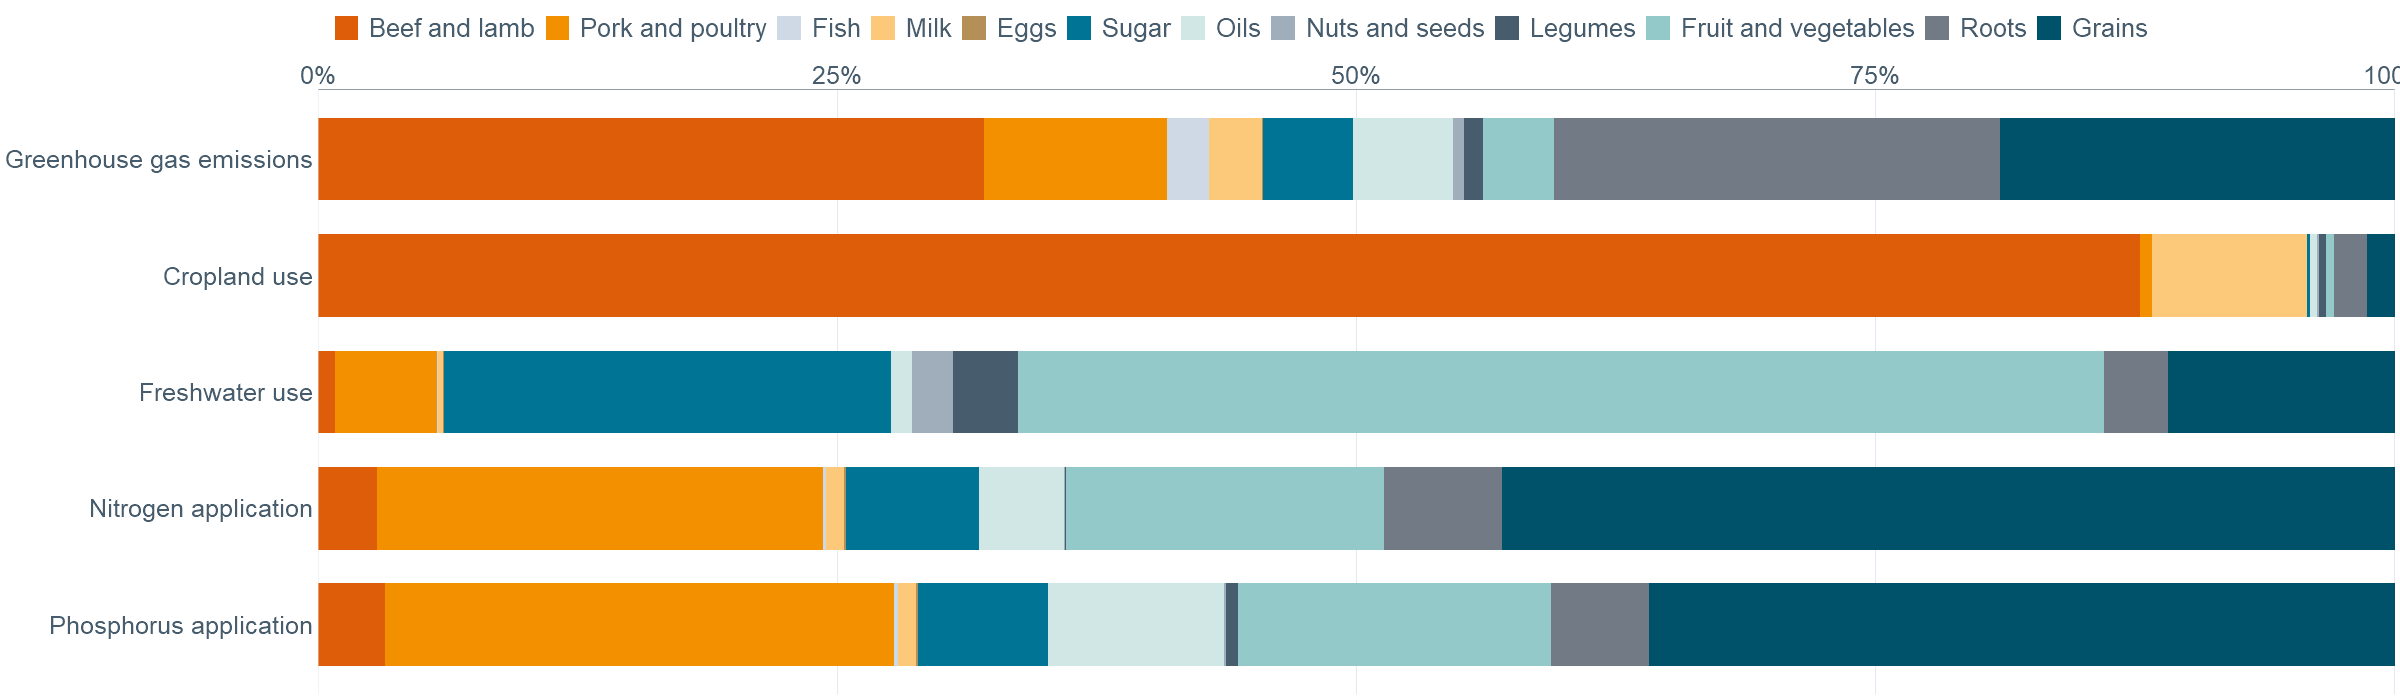 Beef and lamb Pork and poultry Fish Milk Eggs Sugar Oils Nuts and seeds Legumes Fruit and vegetables Roots Grains
0% 25% 50% 75% 100
Greenhouse gas emissions
Cropland use
Freshwater use
Nitrogen application
Phosphorus application